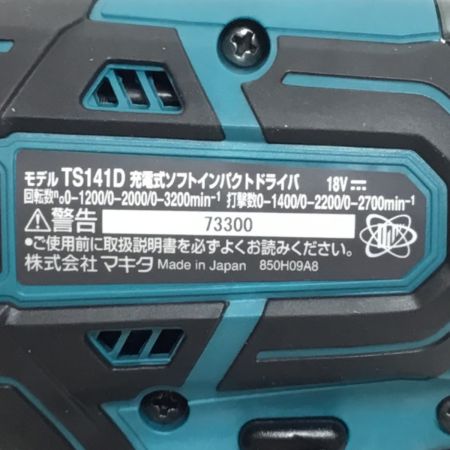 モデル TS141D 充電式ソフトインパクトドライバ 18V⎓
回転数n₀0-1200/0-2000/0-3200min⁻¹ 打撃数0-1400/0-2200/0-2700min⁻¹
⚠警告 73300
●ご使用前に取扱説明書を必ずよくお読みください。
株式会社 マキタ Made in Japan 850H09A8